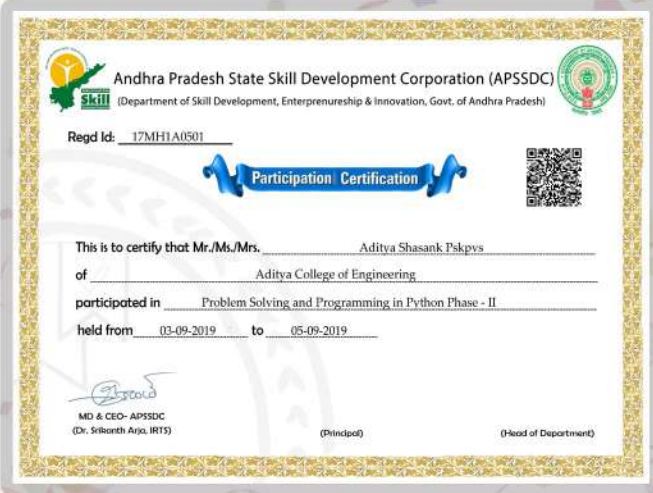 Andhra Pradesh State Skill Development Corporation (APSSDC)
Skill
(Department of Skill Development, Enterprenureship & Innovation, Govt. of Andhra Pradesh)
Regd Id: 17MH1A0501
Participation Certification
This is to certify that Mr./Ms./Mrs. Aditya Shasank Pskpvs
of Aditya College of Engineering
participated in Problem Solving and Programming in Python Phase - II
held from 03-09-2019 to 05-09-2019
MD & CEO- APSSDC
(Dr. Srikanth Arja, IRTS)
(Principal)
(Head of Department)